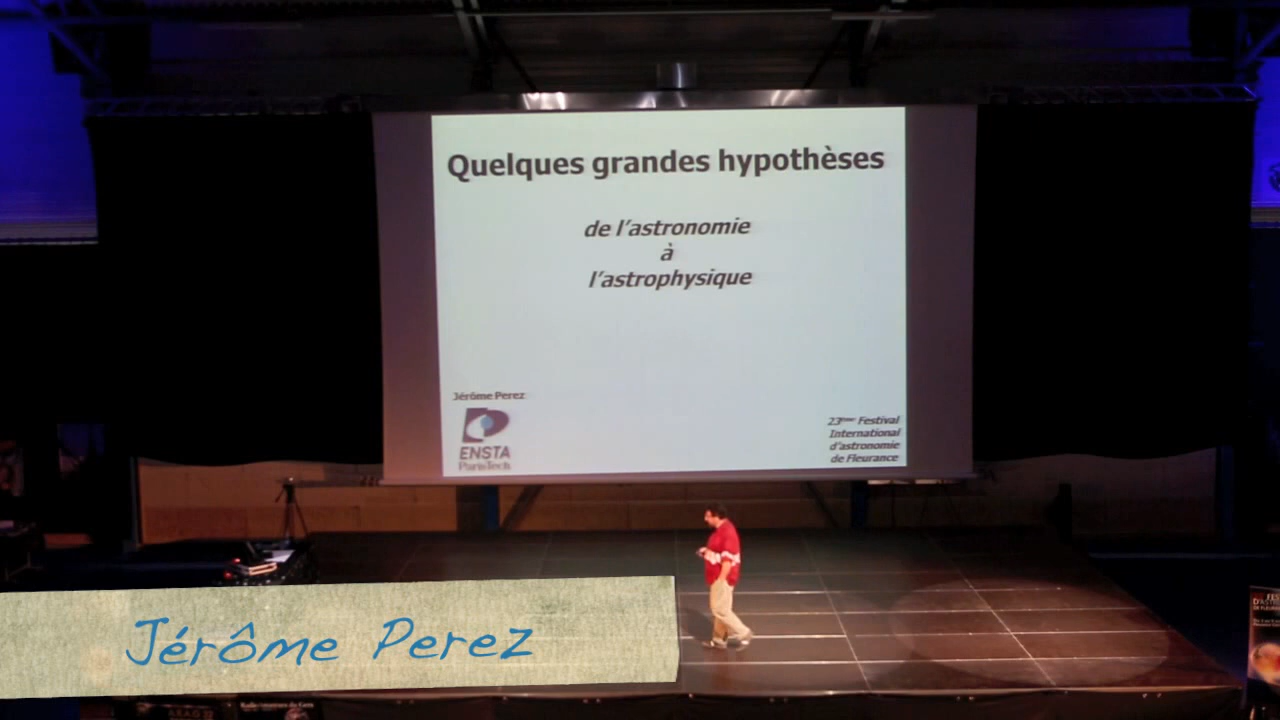 Quelques grandes hypothèses
de l'astronomie
à
l'astrophysique
Jérôme Perez
ENSTA
ParisTech
23ème Festival
International
d'astronomie
de Fleurance
Jérôme Perez